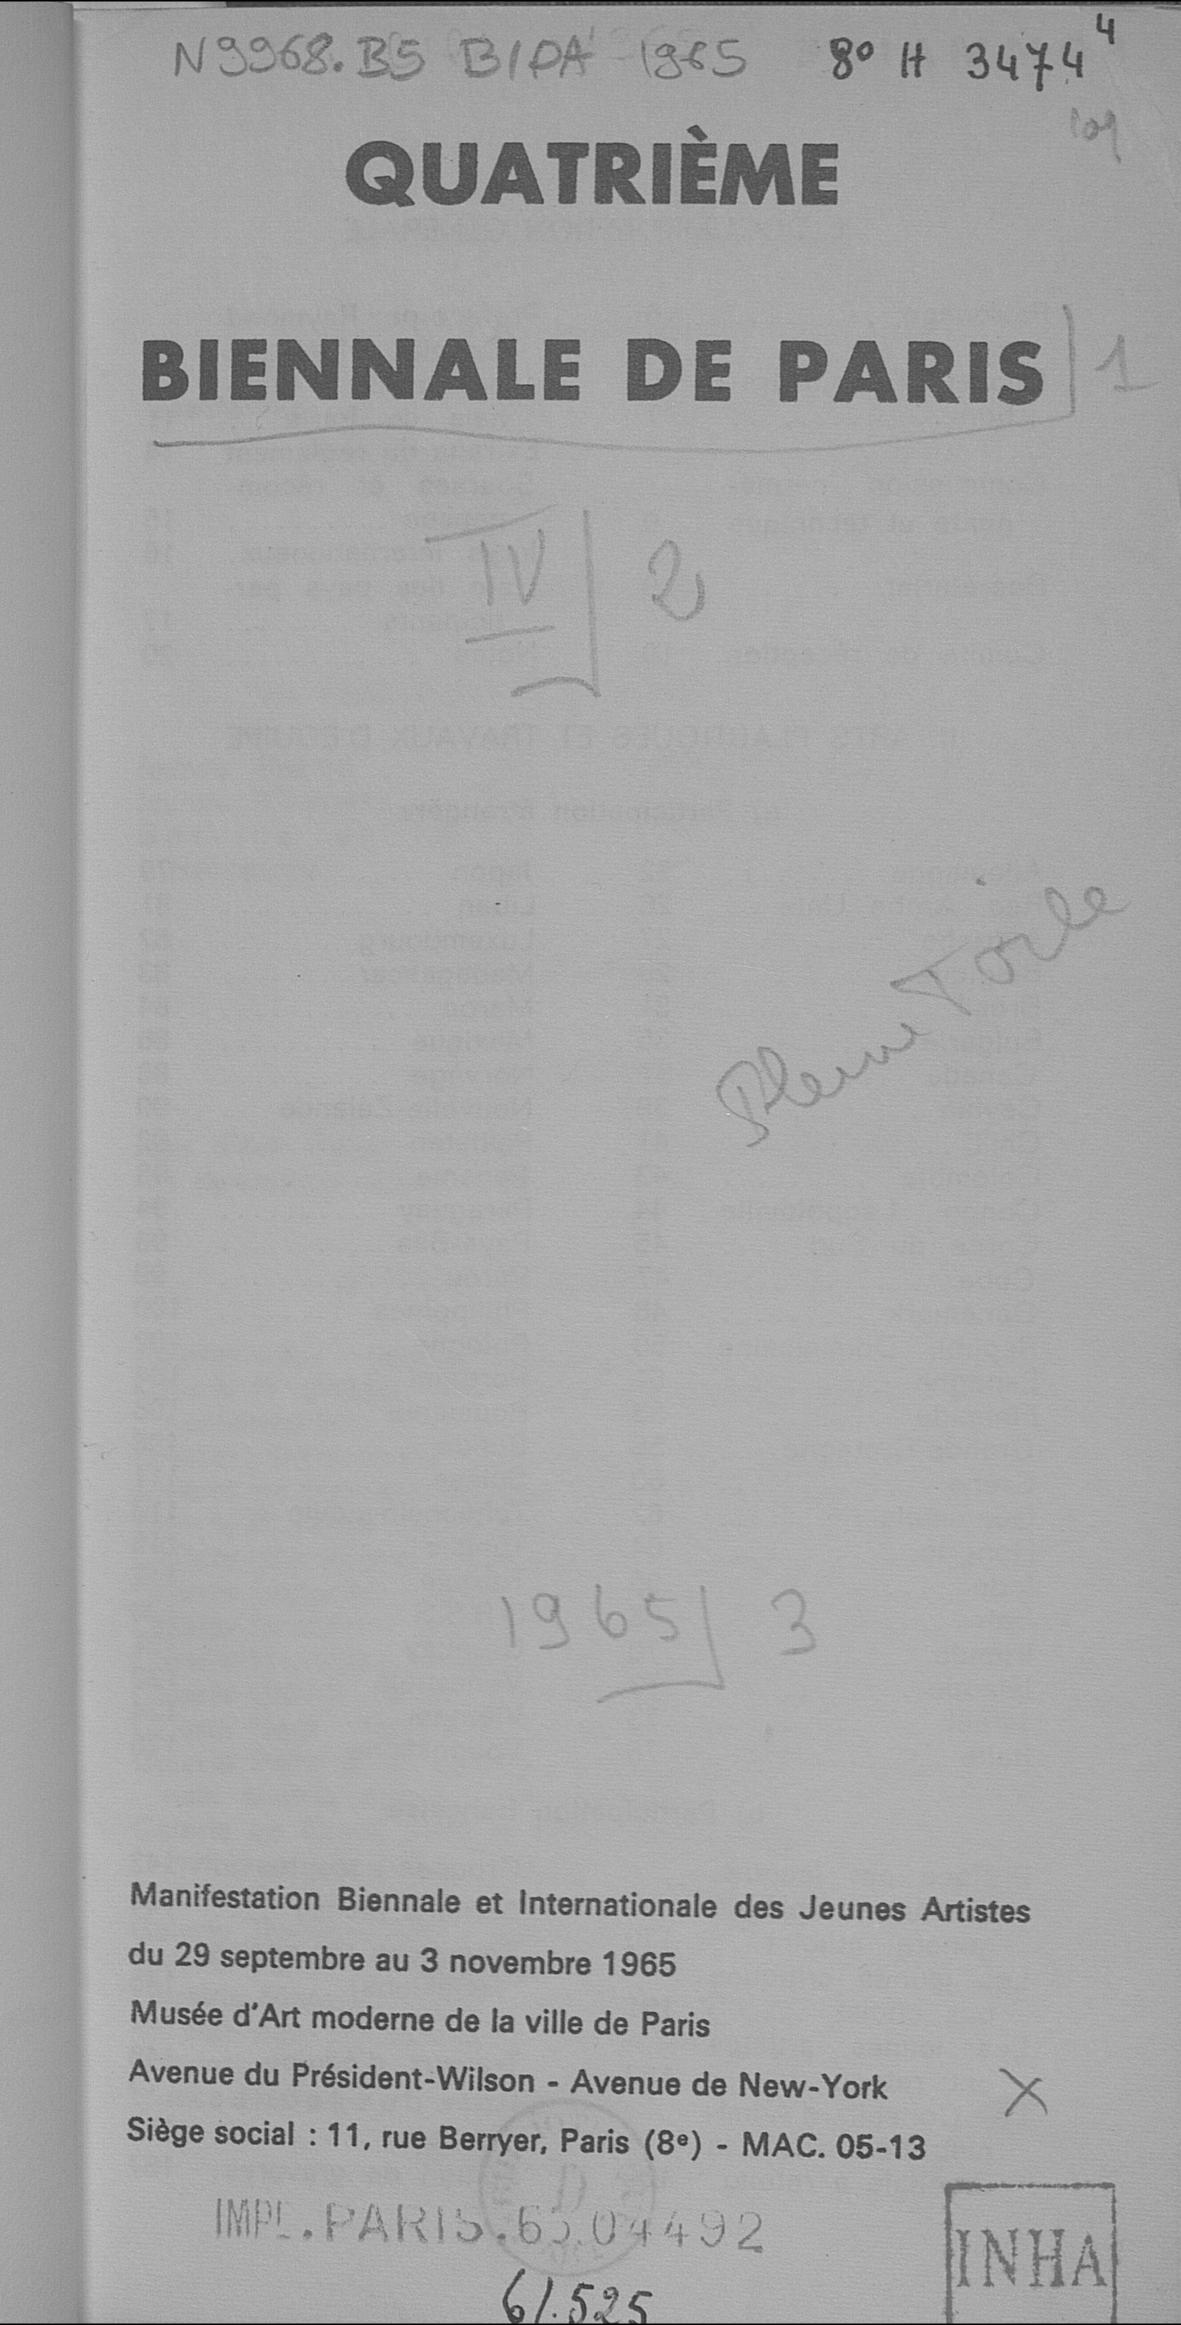 N9968.B5 BIPA 1965 8º H 3474 4
109
QUATRIÈME
BIENNALE DE PARIS 1
IV 2
Pleine Toile
1965 3
Manifestation Biennale et Internationale des Jeunes Artistes
du 29 septembre au 3 novembre 1965
Musée d'Art moderne de la ville de Paris
Avenue du Président-Wilson - Avenue de New-York
X
Siège social : 11, rue Berryer, Paris (8e) - MAC. 05-13
IMPL.PARIS.65.04492
INHA
61.525